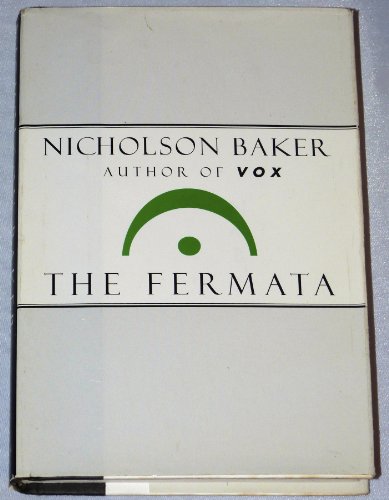 NICHOLSON BAKER
AUTHOR OF VOX
THE FERMATA